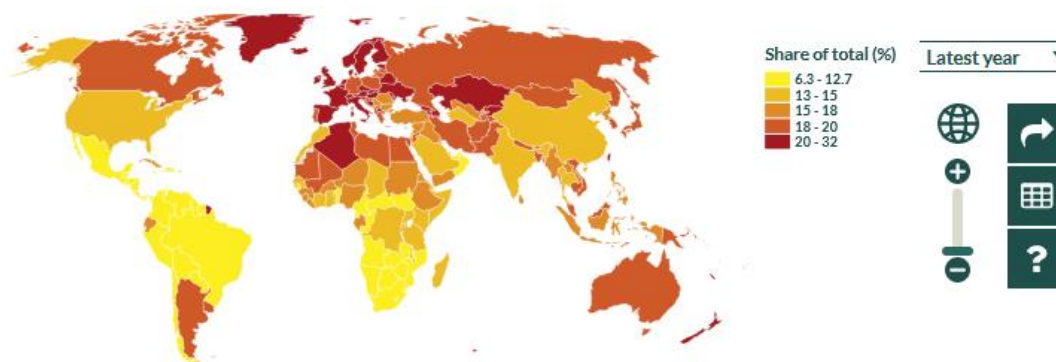 Share of total (%)
6.3 - 12.7
13 - 15
15 - 18
18 - 20
20 - 32
Latest year
?